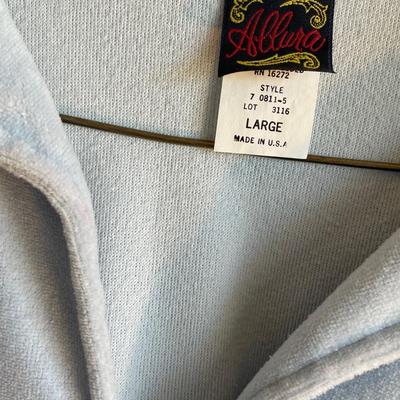 Allura
RN 16272
STYLE
7 0811-5
LOT 3116
LARGE
MADE IN U.S.A